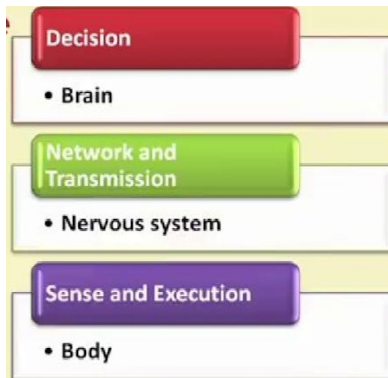 Decision
• Brain
Network and
Transmission
• Nervous system
Sense and Execution
• Body